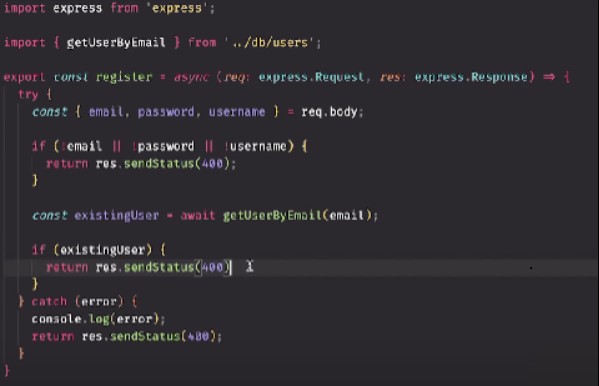 import express from 'express';
import { getUserByEmail } from '../db/users';
export const register = async (req: express.Request, res: express.Response) => {
try {
const { email, password, username } = req.body;
if (!email || !password || !username) {
return res.sendStatus(400);
}
const existingUser = await getUserByEmail(email);
if (existingUser) {
return res.sendStatus(400)
}
} catch (error) {
console.log(error);
return res.sendStatus(400);
}
}